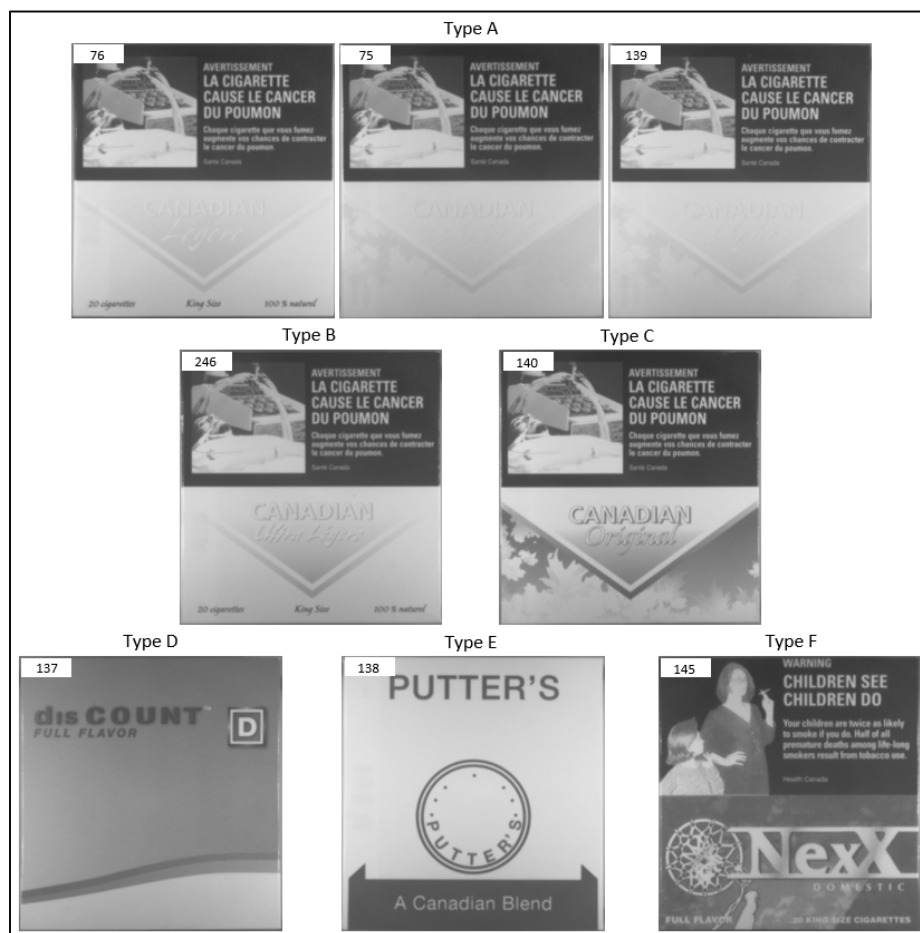 Type A
76
AVERTISSEMENT
LA CIGARETTE
CAUSE LE CANCER
DU POUMON
Chaque cigarette que vous fumez
augmente vos chances de contracter
le cancer du poumon.
Santé Canada
CANADIAN
Légère
20 cigarettes King Size 100 % naturel
75
AVERTISSEMENT
LA CIGARETTE
CAUSE LE CANCER
DU POUMON
Chaque cigarette que vous fumez
augmente vos chances de contracter
le cancer du poumon.
Santé Canada
CANADIAN
139
AVERTISSEMENT
LA CIGARETTE
CAUSE LE CANCER
DU POUMON
Chaque cigarette que vous fumez
augmente vos chances de contracter
le cancer du poumon.
Santé Canada
CANADIAN
Type B
246
AVERTISSEMENT
LA CIGARETTE
CAUSE LE CANCER
DU POUMON
Chaque cigarette que vous fumez
augmente vos chances de contracter
le cancer du poumon.
Santé Canada
CANADIAN
Ultra Légère
20 cigarettes King Size 100 % naturel
Type C
140
AVERTISSEMENT
LA CIGARETTE
CAUSE LE CANCER
DU POUMON
Chaque cigarette que vous fumez
augmente vos chances de contracter
le cancer du poumon.
Santé Canada
CANADIAN
Original
Type D
137
disCOUNT™
FULL FLAVOR
D
Type E
138
PUTTER'S
PUTTER'S
A Canadian Blend
Type F
145
WARNING
CHILDREN SEE
CHILDREN DO
Your children are twice as likely
to smoke if you do. Half of all
premature deaths among life-long
smokers result from tobacco use.
Health Canada
NexX
DOMESTIC
FULL FLAVOR 20 KING SIZE CIGARETTES